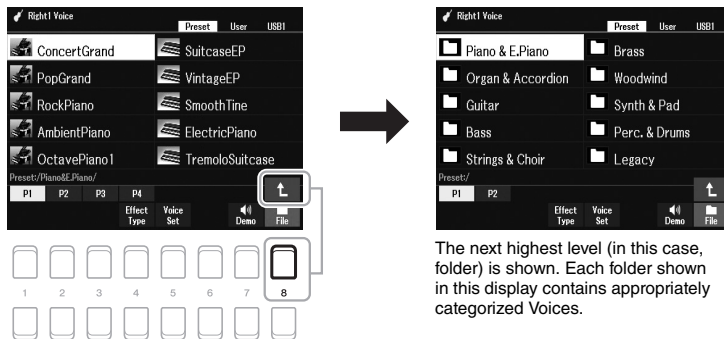 Right1 Voice
Preset User USB1
ConcertGrand SuitcaseEP
PopGrand VintageEP
RockPiano SmoothTine
AmbientPiano ElectricPiano
OctavePiano1 TremoloSuitcase
Preset:/Piano&E.Piano/
P1 P2 P3 P4
Effect Type Voice Set Demo File
1 2 3 4 5 6 7 8
Right1 Voice
Preset User USB1
Piano & E.Piano Brass
Organ & Accordion Woodwind
Guitar Synth & Pad
Bass Perc. & Drums
Strings & Choir Legacy
Preset:/
P1 P2
Effect Type Voice Set Demo File
The next highest level (in this case,
folder) is shown. Each folder shown
in this display contains appropriately
categorized Voices.